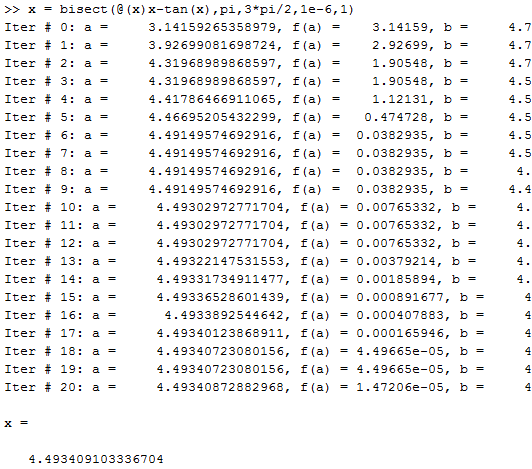 >> x = bisect(@(x)x-tan(x),pi,3*pi/2,1e-6,1)
Iter # 0: a = 3.14159265358979, f(a) = 3.14159, b = 4.7
Iter # 1: a = 3.92699081698724, f(a) = 2.92699, b = 4.7
Iter # 2: a = 4.31968989868597, f(a) = 1.90548, b = 4.7
Iter # 3: a = 4.31968989868597, f(a) = 1.90548, b = 4.5
Iter # 4: a = 4.41786466911065, f(a) = 1.12131, b = 4.5
Iter # 5: a = 4.46695205432299, f(a) = 0.474728, b = 4.5
Iter # 6: a = 4.49149574692916, f(a) = 0.0382935, b = 4.5
Iter # 7: a = 4.49149574692916, f(a) = 0.0382935, b = 4.5
Iter # 8: a = 4.49149574692916, f(a) = 0.0382935, b = 4.
Iter # 9: a = 4.49149574692916, f(a) = 0.0382935, b = 4.4
Iter # 10: a = 4.49302972771704, f(a) = 0.00765332, b = 4.
Iter # 11: a = 4.49302972771704, f(a) = 0.00765332, b = 4.
Iter # 12: a = 4.49302972771704, f(a) = 0.00765332, b = 4.
Iter # 13: a = 4.49322147531553, f(a) = 0.00379214, b = 4.
Iter # 14: a = 4.49331734911477, f(a) = 0.00185894, b = 4.
Iter # 15: a = 4.49336528601439, f(a) = 0.000891677, b = 4
Iter # 16: a = 4.4933892544642, f(a) = 0.000407883, b = 4
Iter # 17: a = 4.49340123868911, f(a) = 0.000165946, b = 4
Iter # 18: a = 4.49340723080156, f(a) = 4.49665e-05, b = 4
Iter # 19: a = 4.49340723080156, f(a) = 4.49665e-05, b = 4
Iter # 20: a = 4.49340872882968, f(a) = 1.47206e-05, b = 4
x =
4.493409103336704